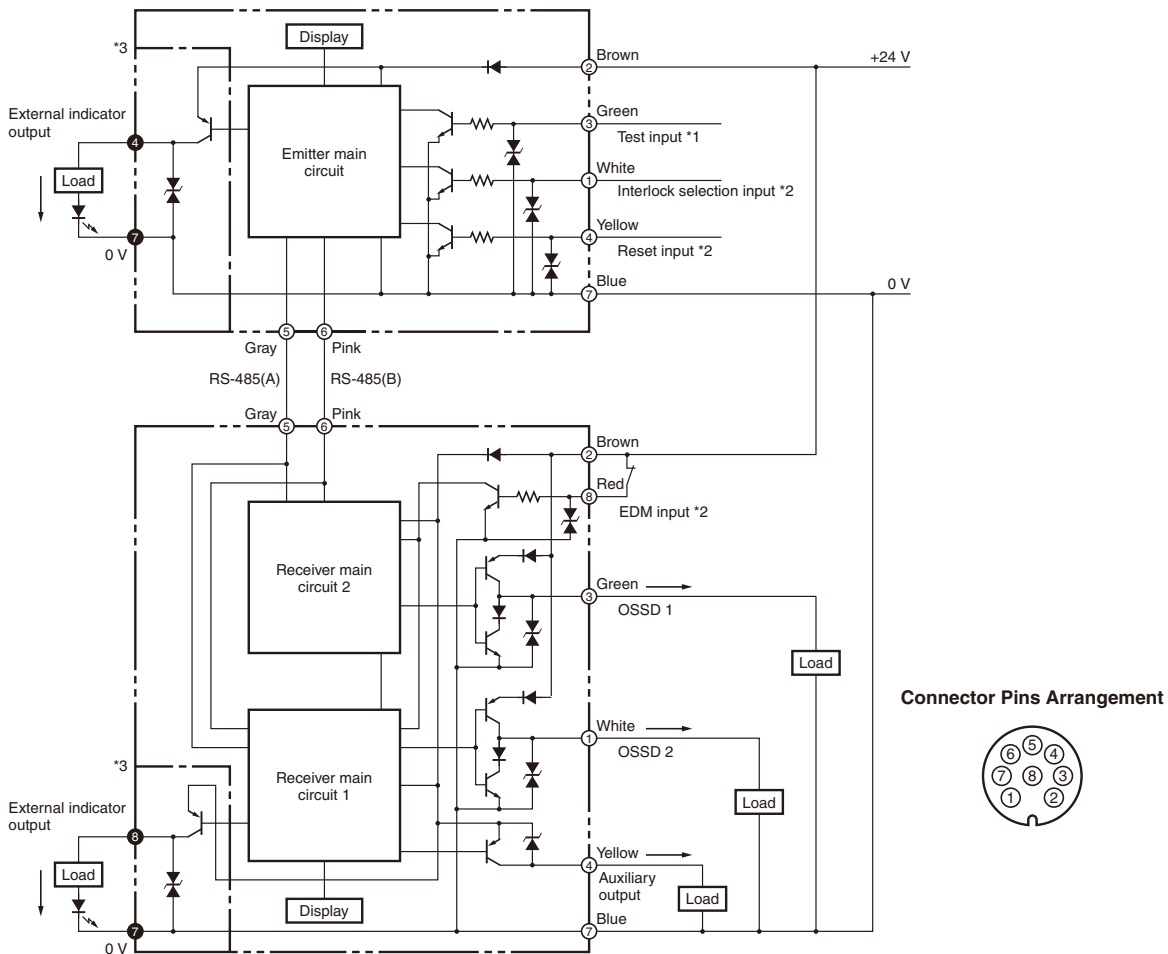 Display
*3
Brown
2
+24 V
External indicator
output
Green
3
Test input *1
4
Emitter main
circuit
White
1
Interlock selection input *2
Load
Yellow
4
Reset input *2
7
0 V
Blue
7
0 V
5
6
Gray
Pink
RS-485(A)
RS-485(B)
Gray
Pink
5
6
Brown
2
Red
8
EDM input *2
Receiver main
circuit 2
Green
3
OSSD 1
Load
Connector Pins Arrangement
5
6
4
7
8
3
1
2
White
1
OSSD 2
*3
Receiver main
circuit 1
Load
External indicator
output
8
Yellow
4
Auxiliary
output
Load
Load
Display
Blue
7
7
0 V